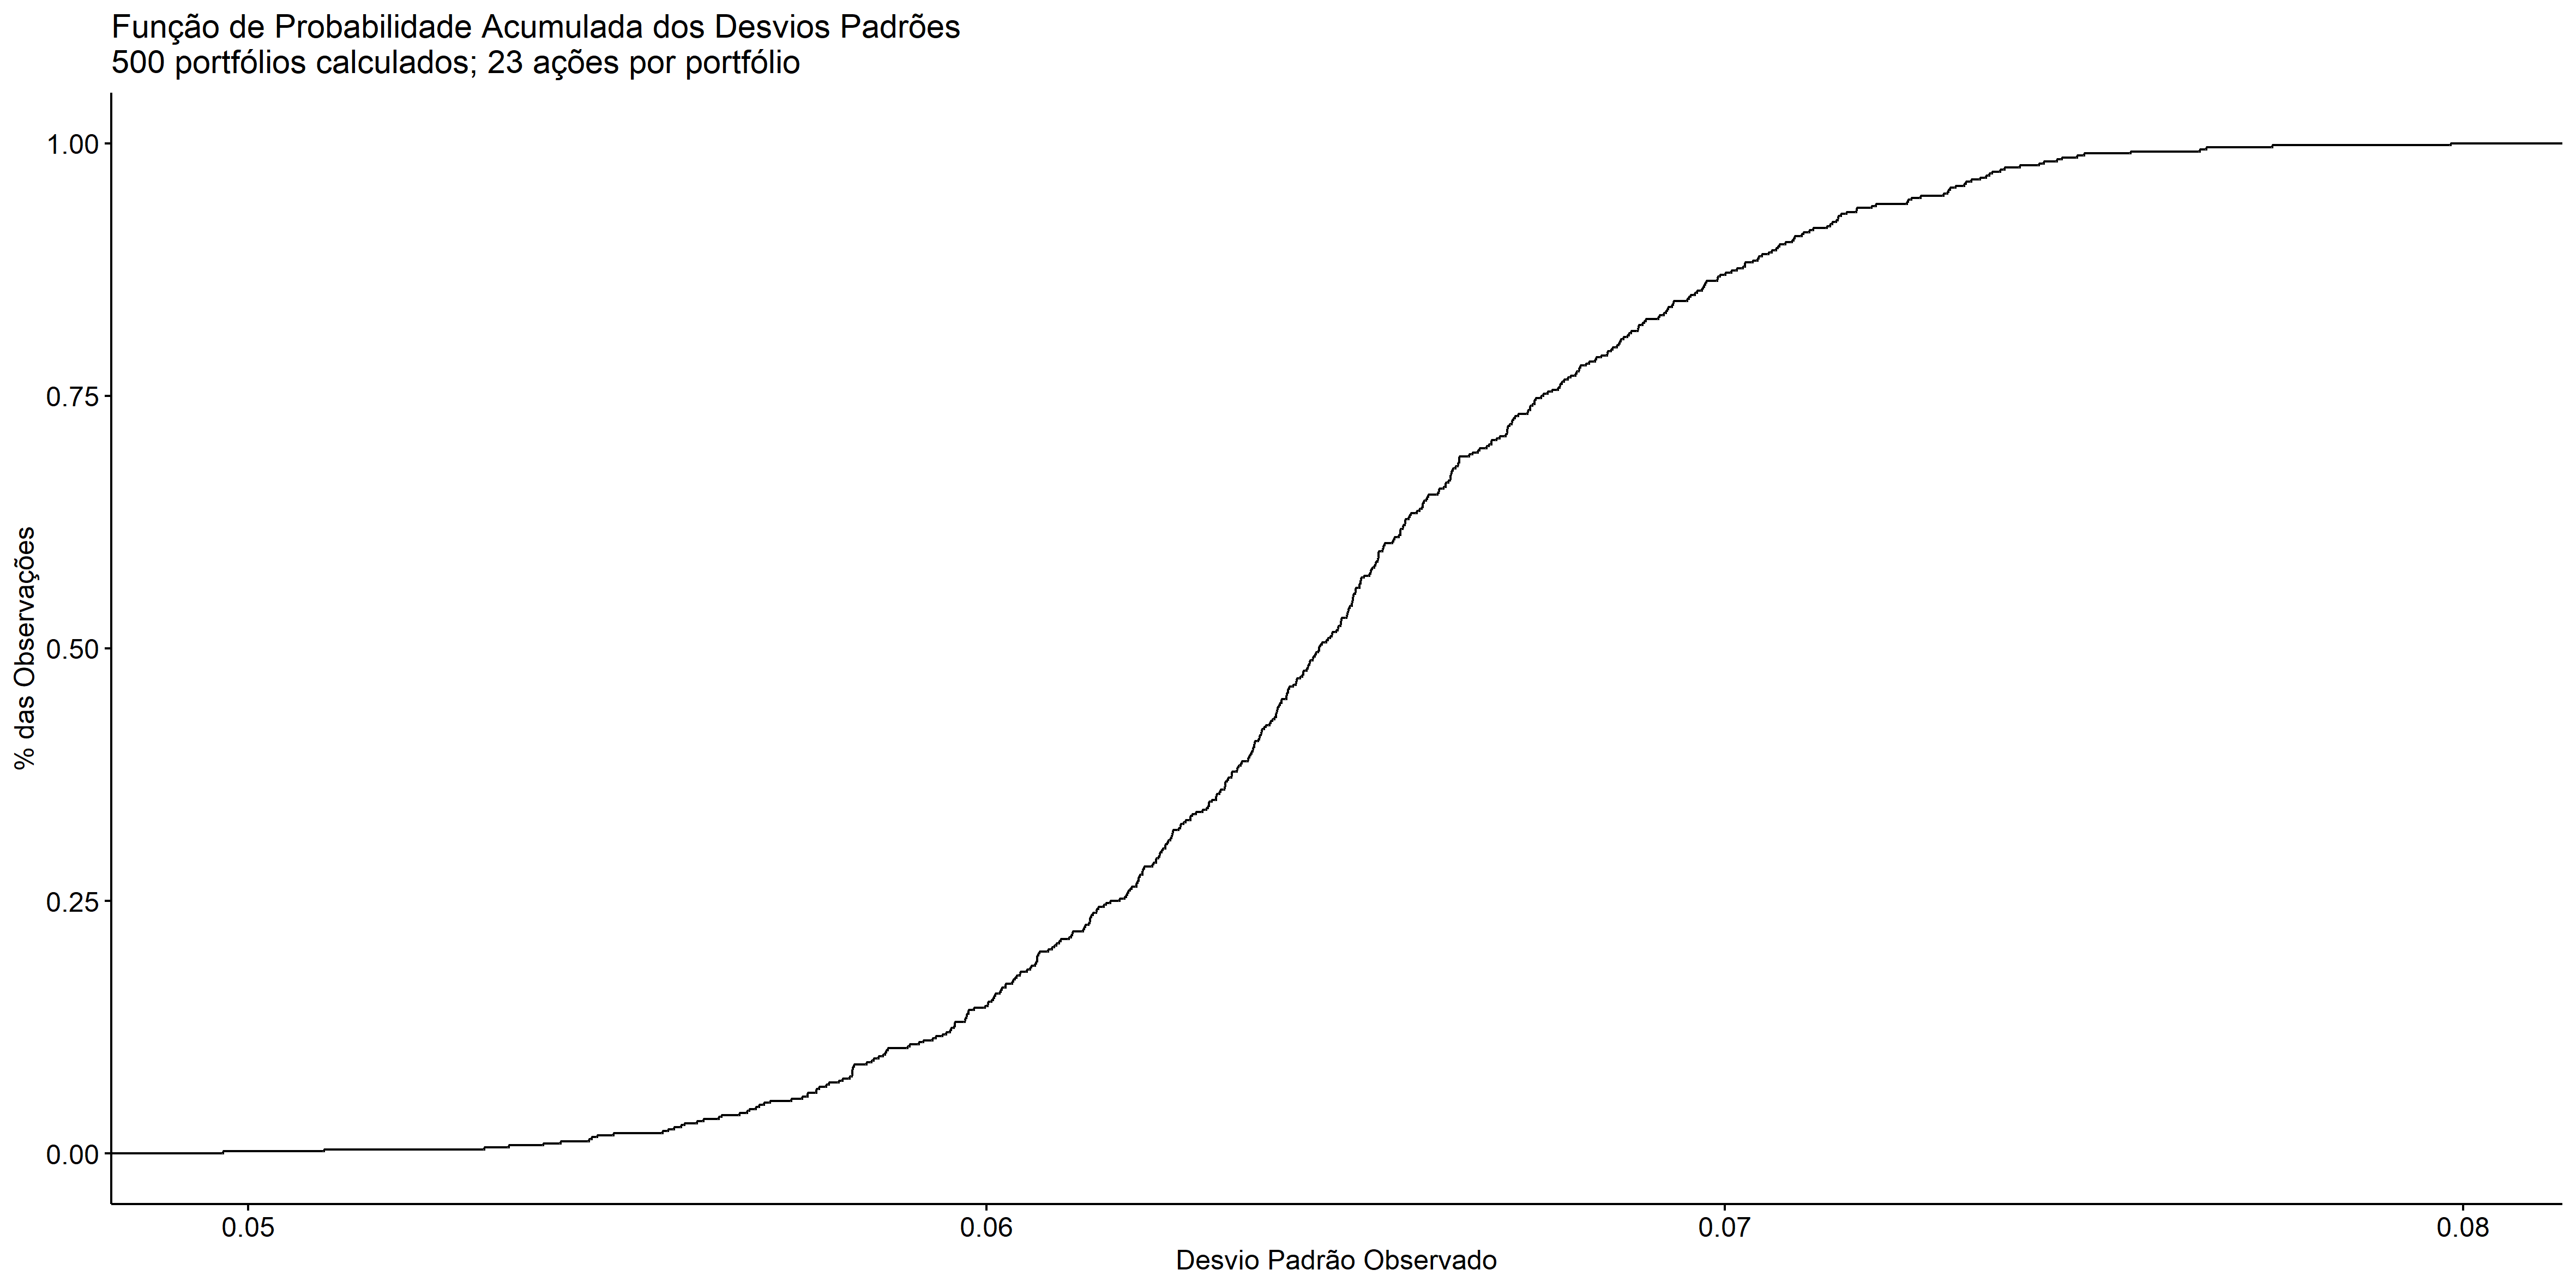 Função de Probabilidade Acumulada dos Desvios Padrões
500 portfólios calculados; 23 ações por portfólio
1.00
0.75
0.50
0.25
0.00
% das Observações
0.05
0.06
0.07
0.08
Desvio Padrão Observado